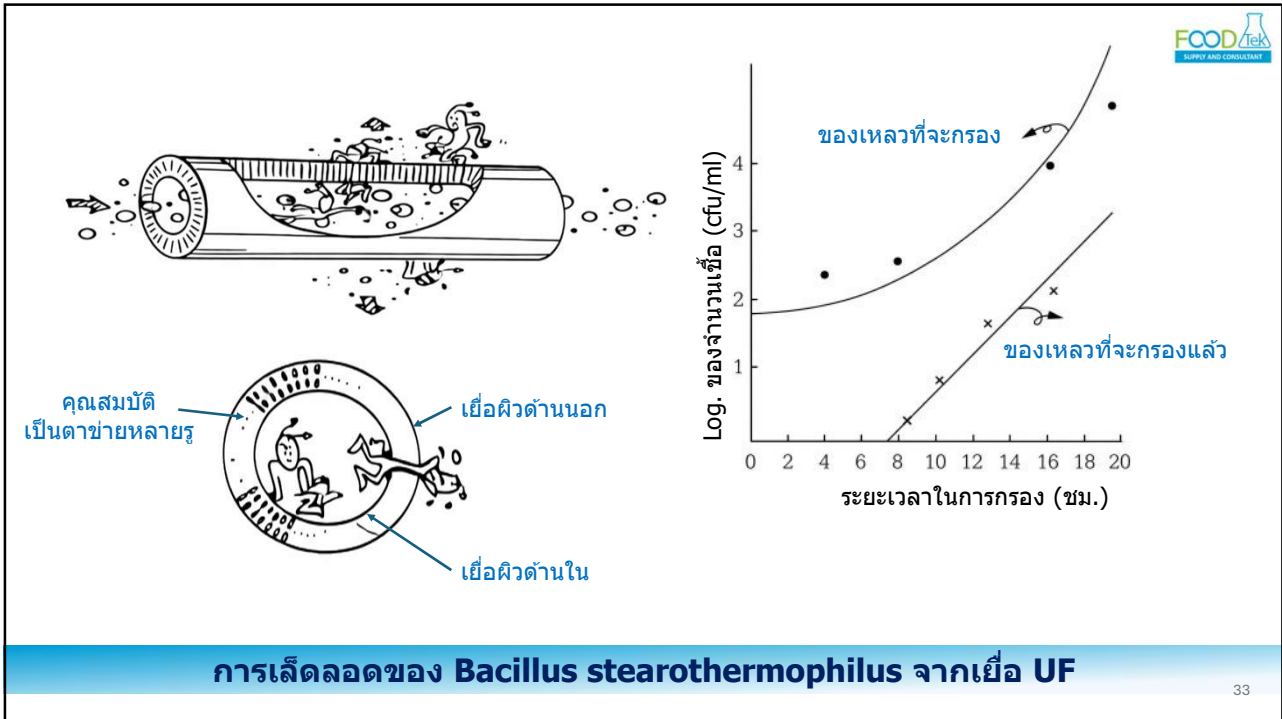 FOODTek
SUPPLY AND CONSULTANT
ของเหลวที่จะกรอง
ของเหลวที่จะกรองแล้ว
Log. ของจำนวนเชื้อ (cfu/ml)
4
3
2
1
0 2 4 6 8 10 12 14 16 18 20
ระยะเวลาในการกรอง (ชม.)
คุณสมบัติ
เป็นตาข่ายหลายรู
เยื่อผิวด้านนอก
เยื่อผิวด้านใน
การเล็ดลอดของ Bacillus stearothermophilus จากเยื่อ UF
33